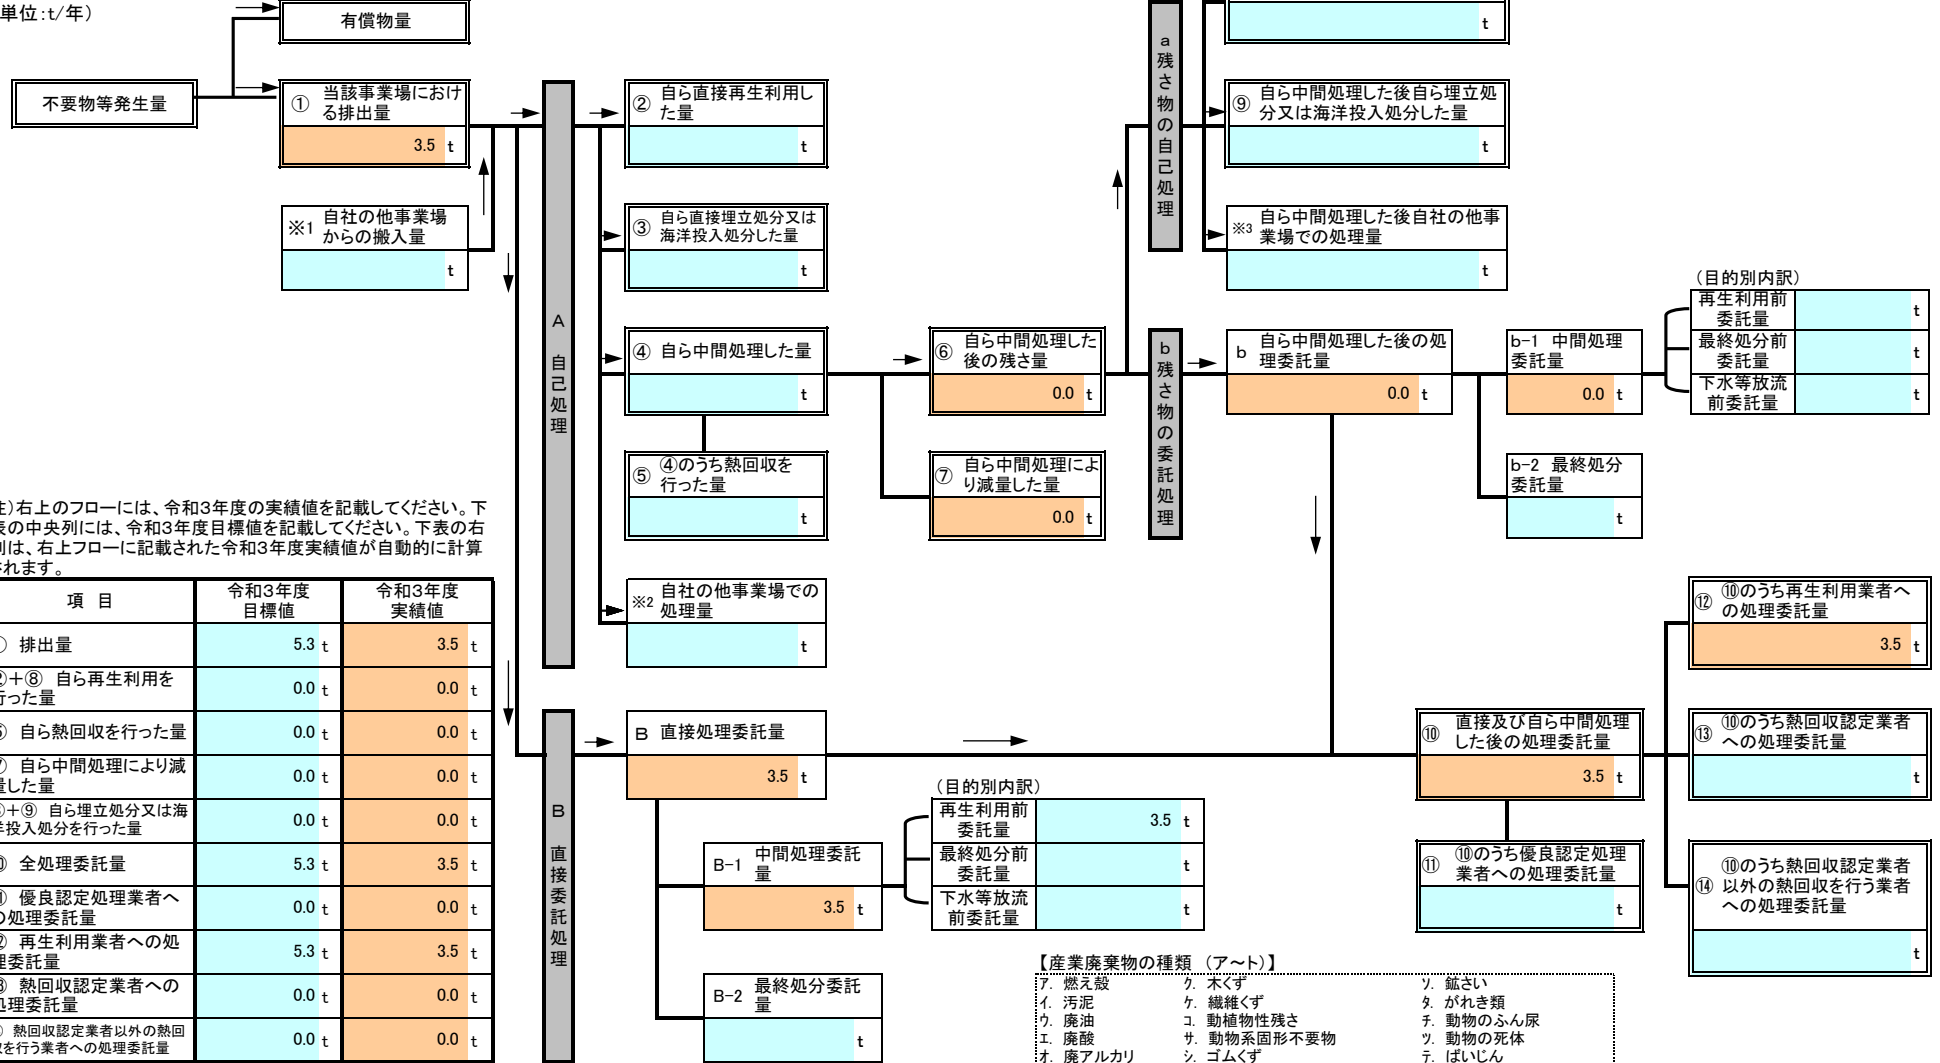 単位:t/年）
有償物量
不要物等発生量
① 当該事業場におけ
る排出量
3.5 t
※1 自社の他事業場
からの搬入量
t
A 自己処理
② 自ら直接再生利用し
た量
t
③ 自ら直接埋立処分又は
海洋投入処分した量
t
④ 自ら中間処理した量
t
⑤ ④のうち熱回収を
行った量
t
※2 自社の他事業場での
処理量
t
⑥ 自ら中間処理した
後の残さ量
0.0 t
⑦ 自ら中間処理によ
り減量した量
0.0 t
a 残さ物の自己処理
t
⑨ 自ら中間処理した後自ら埋立処
分又は海洋投入処分した量
t
※3 自ら中間処理した後自社の他事
業場での処理量
t
b 残さ物の委託処理
b 自ら中間処理した後の処
理委託量
0.0 t
b-1 中間処理
委託量
0.0 t
b-2 最終処分
委託量
t
（目的別内訳）
再生利用前
委託量
t
最終処分前
委託量
t
下水等放流
前委託量
t
注）右上のフローには、令和3年度の実績値を記載してください。下
表の中央列には、令和3年度目標値を記載してください。下表の右
列は、右上フローに記載された令和3年度実績値が自動的に計算
されます。
項 目 令和3年度
目標値 令和3年度
実績値
① 排出量 5.3 t 3.5 t
②+⑧ 自ら再生利用を
行った量 0.0 t 0.0 t
⑤ 自ら熱回収を行った量 0.0 t 0.0 t
⑦ 自ら中間処理により減
量した量 0.0 t 0.0 t
③+⑨ 自ら埋立処分又は海
洋投入処分を行った量 0.0 t 0.0 t
⑩ 全処理委託量 5.3 t 3.5 t
⑪ 優良認定処理業者へ
の処理委託量 0.0 t 0.0 t
⑫ 再生利用業者への処
理委託量 5.3 t 3.5 t
⑬ 熱回収認定業者への
処理委託量 0.0 t 0.0 t
⑭ 熱回収認定業者以外の熱回
収を行う業者への処理委託量 0.0 t 0.0 t
B 直接委託処理
B 直接処理委託量
3.5 t
B-1 中間処理委託
量
3.5 t
B-2 最終処分委託
量
t
（目的別内訳）
再生利用前
委託量
3.5 t
最終処分前
委託量
t
下水等放流
前委託量
t
⑩ 直接及び自ら中間処理
した後の処理委託量
3.5 t
⑪ ⑩のうち優良認定処理
業者への処理委託量
t
⑫ ⑩のうち再生利用業者へ
の処理委託量
3.5 t
⑬ ⑩のうち熱回収認定業者
への処理委託量
t
⑭ ⑩のうち熱回収認定業者
以外の熱回収を行う業者
への処理委託量
t
【産業廃棄物の種類 （ア～ト）】
ア. 燃え殻 ク. 木くず ソ. 鉱さい
イ. 汚泥 ケ. 繊維くず タ. がれき類
ウ. 廃油 コ. 動植物性残さ チ. 動物のふん尿
エ. 廃酸 サ. 動物系固形不要物 ツ. 動物の死体
オ. 廃アルカリ シ. ゴムくず テ. ばいじん